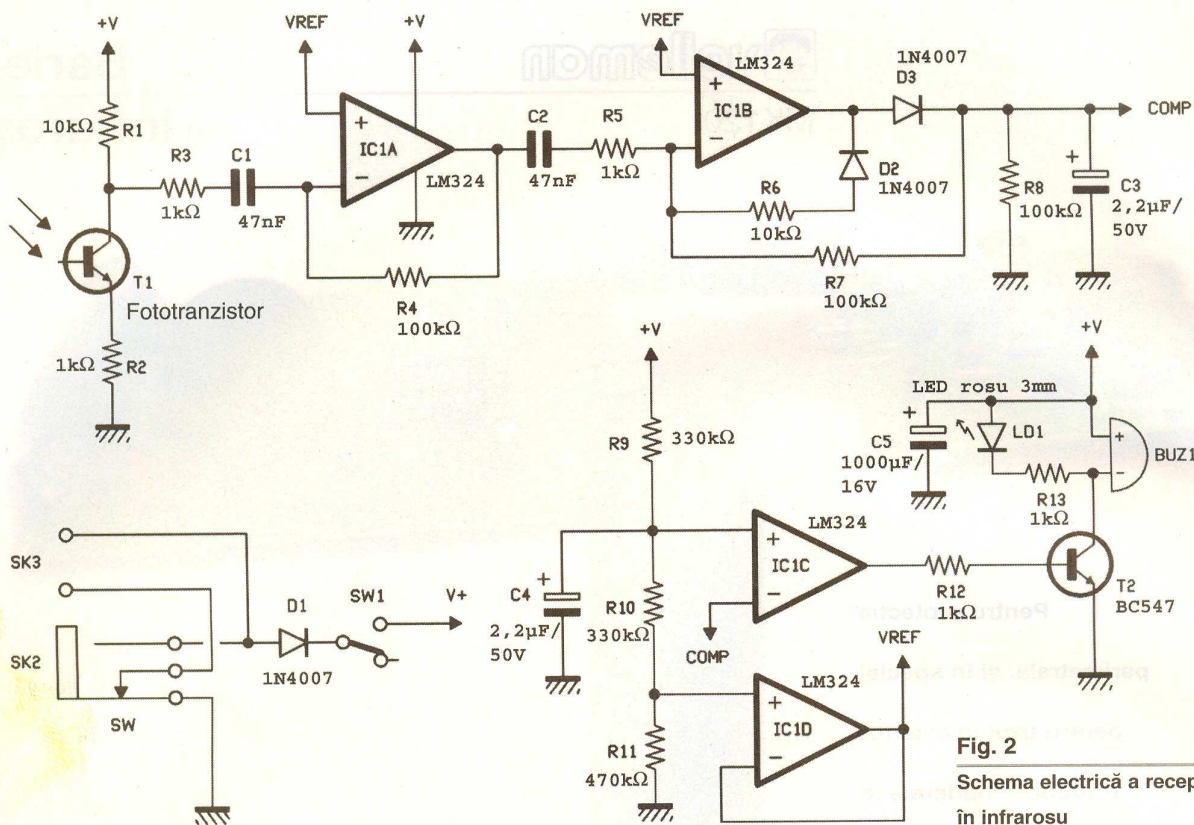 +V
VREF
+V
VREF
LM324
1N4007
D3
10kΩ
R1
+
IC1A
−
LM324
C2
47nF
R5
1kΩ
+
IC1B
−
COMP
R3
1kΩ
C1
47nF
D2
1N4007
R6
10kΩ
R8
100kΩ
+
C3
2,2µF/
50V
R7
100kΩ
T1
Fototranzistor
R4
100kΩ
1kΩ
R2
+V
+V
LED rosu 3mm
R9
330kΩ
+
C5
1000µF/
16V
LD1
+
BUZ1
−
R13
1kΩ
LM324
+
IC1C
−
SK3
D1
1N4007
SW1
V+
+
C4
2,2µF/
50V
R10
330kΩ
R12
1kΩ
T2
BC547
COMP
VREF
SK2
SW
LM324
+
IC1D
−
R11
470kΩ
Fig. 2
Schema electrică a recep
în infrarosu